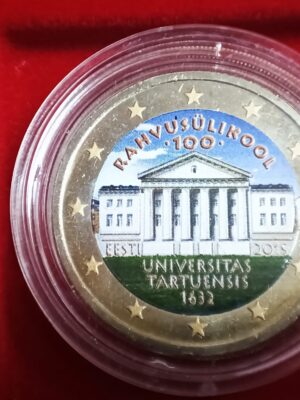 RAHVUSÜLIKOOL
·100·
EESTI 2019
UNIVERSITAS
TARTUENSIS
1632